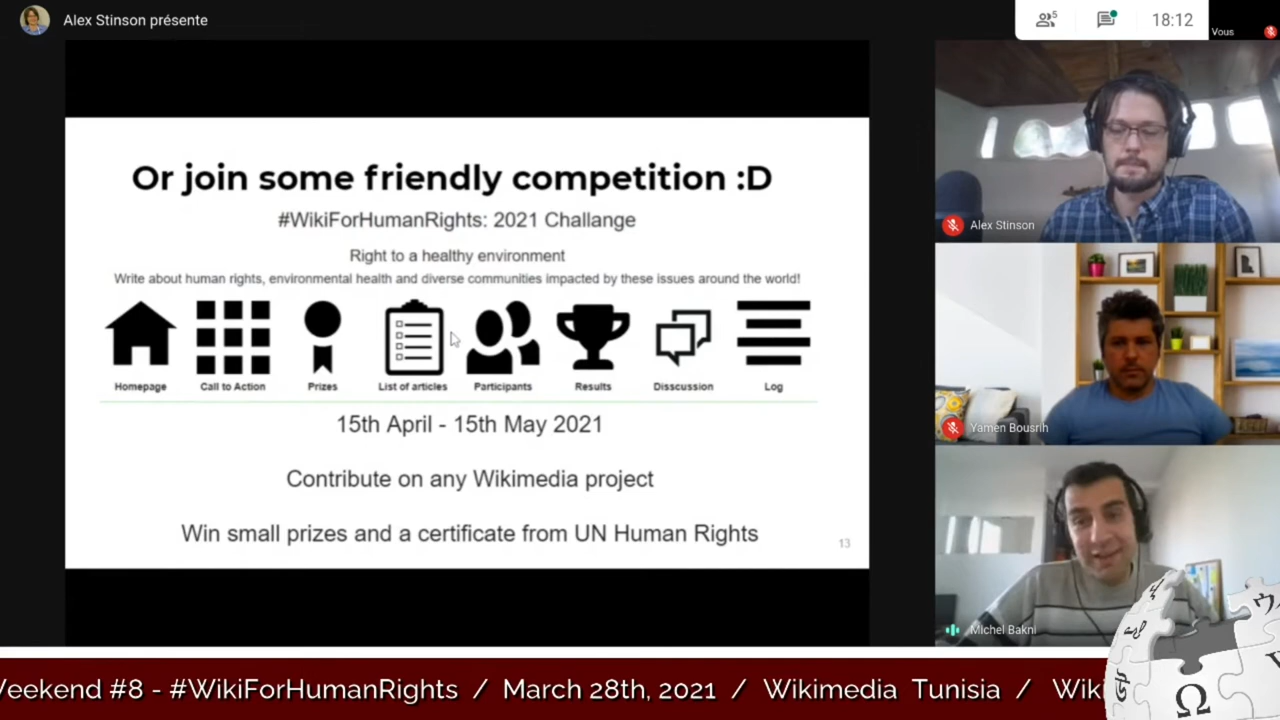 Alex Stinson présente
5
18:12
Vous
Or join some friendly competition :D
#WikiForHumanRights: 2021 Challange
Right to a healthy environment
Write about human rights, environmental health and diverse communities impacted by these issues around the world!
Homepage
Call to Action
Prizes
List of articles
Participants
Results
Disscussion
Log
15th April - 15th May 2021
Contribute on any Wikimedia project
Win small prizes and a certificate from UN Human Rights
13
Alex Stinson
Yamen Bousrih
Michel Bakni
Weekend #8 - #WikiForHumanRights / March 28th, 2021 / Wikimedia Tunisia / Wiki
Ω